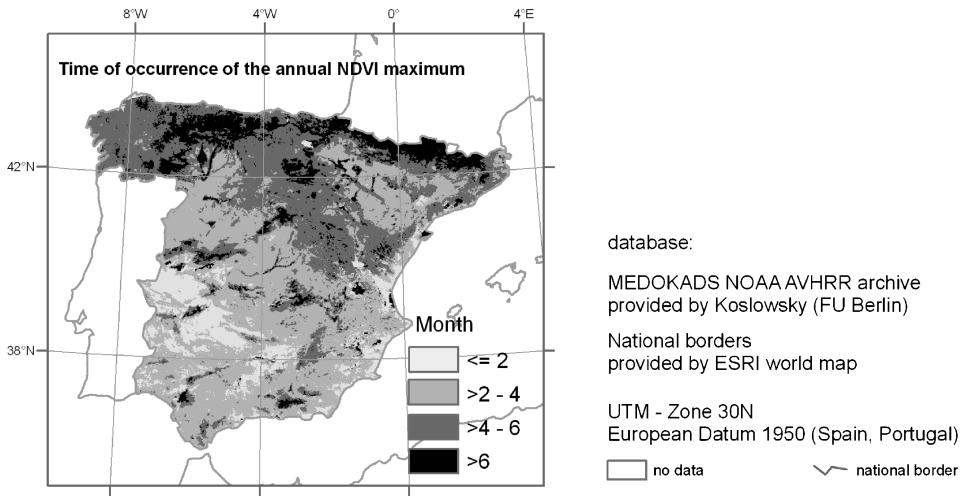 8°W 4°W 0° 4°E
Time of occurrence of the annual NDVI maximum
42°N
38°N
Month
<= 2
>2 - 4
>4 - 6
>6
database:
MEDOKADS NOAA AVHRR archive
provided by Koslowsky (FU Berlin)
National borders
provided by ESRI world map
UTM - Zone 30N
European Datum 1950 (Spain, Portugal)
no data national border